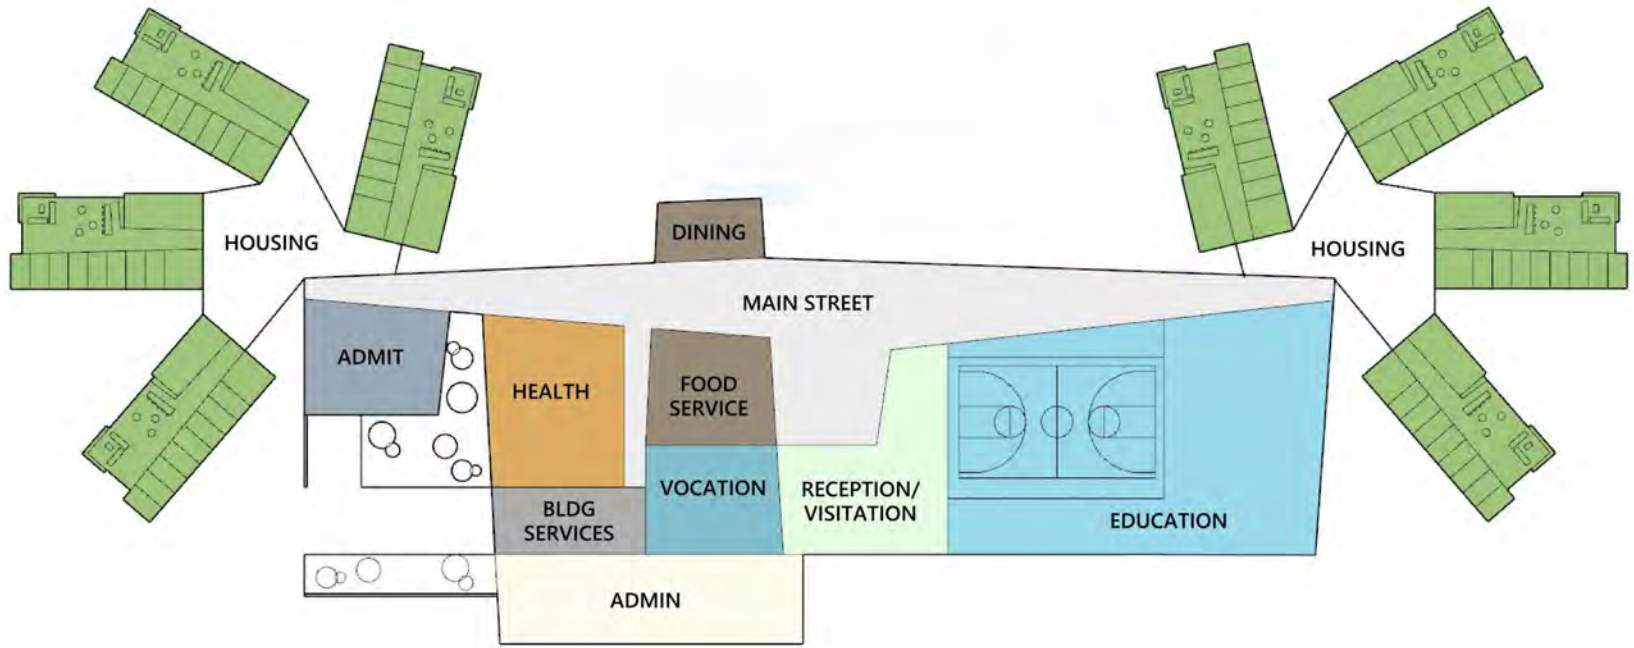 DINING
HOUSING
HOUSING
MAIN STREET
ADMIT
HEALTH
FOOD
SERVICE
VOCATION
RECEPTION/
VISITATION
BLDG
SERVICES
EDUCATION
ADMIN